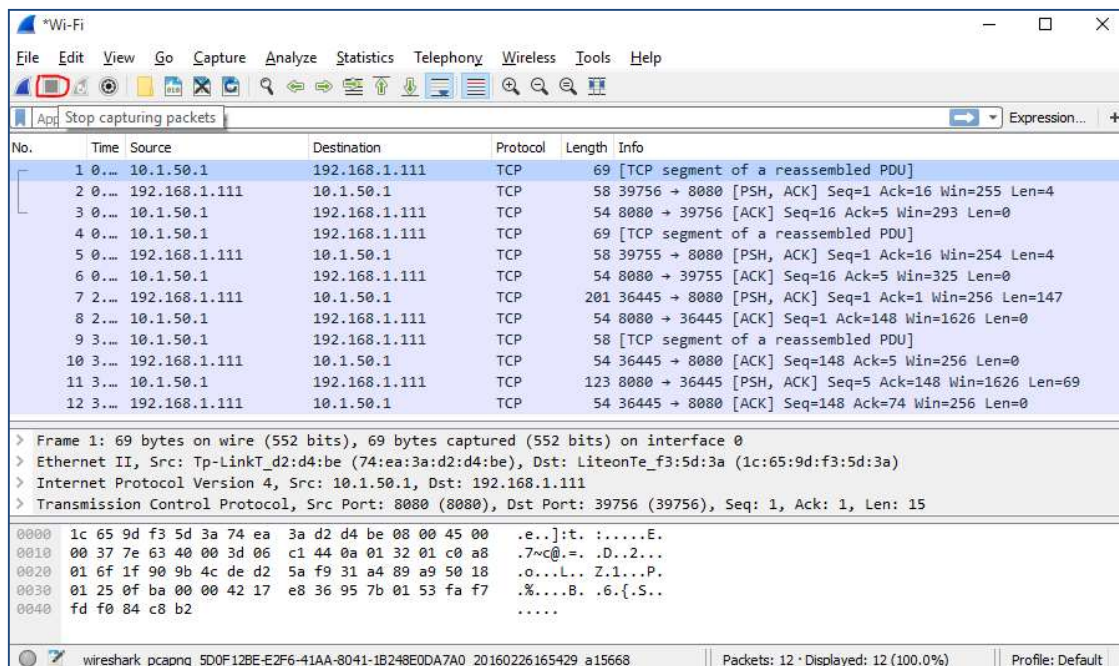 *Wi-Fi
File Edit View Go Capture Analyze Statistics Telephony Wireless Tools Help
App Stop capturing packets Expression... +
No. Time Source Destination Protocol Length Info
1 0.… 10.1.50.1 192.168.1.111 TCP 69 [TCP segment of a reassembled PDU]
2 0.… 192.168.1.111 10.1.50.1 TCP 58 39756 → 8080 [PSH, ACK] Seq=1 Ack=16 Win=255 Len=4
3 0.… 10.1.50.1 192.168.1.111 TCP 54 8080 → 39756 [ACK] Seq=16 Ack=5 Win=293 Len=0
4 0.… 10.1.50.1 192.168.1.111 TCP 69 [TCP segment of a reassembled PDU]
5 0.… 192.168.1.111 10.1.50.1 TCP 58 39755 → 8080 [PSH, ACK] Seq=1 Ack=16 Win=254 Len=4
6 0.… 10.1.50.1 192.168.1.111 TCP 54 8080 → 39755 [ACK] Seq=16 Ack=5 Win=325 Len=0
7 2.… 192.168.1.111 10.1.50.1 TCP 201 36445 → 8080 [PSH, ACK] Seq=1 Ack=1 Win=256 Len=147
8 2.… 10.1.50.1 192.168.1.111 TCP 54 8080 → 36445 [ACK] Seq=1 Ack=148 Win=1626 Len=0
9 3.… 10.1.50.1 192.168.1.111 TCP 58 [TCP segment of a reassembled PDU]
10 3.… 192.168.1.111 10.1.50.1 TCP 54 36445 → 8080 [ACK] Seq=148 Ack=5 Win=256 Len=0
11 3.… 10.1.50.1 192.168.1.111 TCP 123 8080 → 36445 [PSH, ACK] Seq=5 Ack=148 Win=1626 Len=69
12 3.… 192.168.1.111 10.1.50.1 TCP 54 36445 → 8080 [ACK] Seq=148 Ack=74 Win=256 Len=0
> Frame 1: 69 bytes on wire (552 bits), 69 bytes captured (552 bits) on interface 0
> Ethernet II, Src: Tp-LinkT_d2:d4:be (74:ea:3a:d2:d4:be), Dst: LiteonTe_f3:5d:3a (1c:65:9d:f3:5d:3a)
> Internet Protocol Version 4, Src: 10.1.50.1, Dst: 192.168.1.111
> Transmission Control Protocol, Src Port: 8080 (8080), Dst Port: 39756 (39756), Seq: 1, Ack: 1, Len: 15
0000 1c 65 9d f3 5d 3a 74 ea 3a d2 d4 be 08 00 45 00 .e..]:t. :.....E.
0010 00 37 7e 63 40 00 3d 06 c1 44 0a 01 32 01 c0 a8 .7~c@.=. .D..2...
0020 01 6f 1f 90 9b 4c de d2 5a f9 31 a4 89 a9 50 18 .o...L.. Z.1...P.
0030 01 25 0f ba 00 00 42 17 e8 36 95 7b 01 53 fa f7 .%....B. .6.{.S..
0040 fd f0 84 c8 b2 .....
wireshark_pcapng_5D0F12BE-E2F6-41AA-8041-1B248E0DA7A0_20160226165429_a15668 Packets: 12 · Displayed: 12 (100.0%) Profile: Default